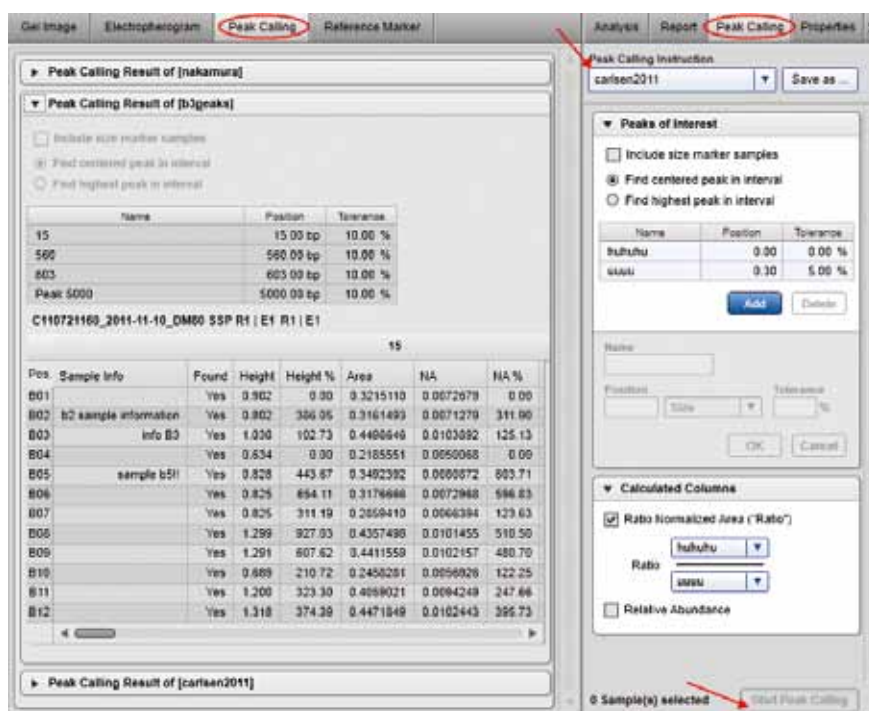 Gel Image Electropherogram Peak Calling Reference Marker
Peak Calling Result of [nakamura]
Peak Calling Result of [b3geaks]
Include size marker samples
Find centered peak in interval
Find highest peak in interval
Name Position Tolerance
15 15.00 bp 10.00 %
560 560.00 bp 10.00 %
603 603.00 bp 10.00 %
Peak 5000 5000.00 bp 10.00 %
C110721160_2011-11-10_DM60 SSP R1 | E1 R1 | E1
15
Pos. Sample Info Found Height Height % Area NA NA %
B01 Yes 0.902 0.00 0.3215110 0.0072679 0.00
B02 b2 sample information Yes 0.802 386.05 0.3161493 0.0071279 311.90
B03 info B3 Yes 1.030 102.73 0.4490646 0.0103092 125.13
B04 Yes 0.634 0.00 0.2185551 0.0050068 0.00
B05 sample b5!! Yes 0.828 443.67 0.3492392 803.71
B06 Yes 0.825 654.11 0.3176666 0.0072968 596.83
B07 Yes 0.825 311.19 0.2859410 0.0066394 123.63
B08 Yes 1.299 927.03 0.4357498 0.0101455 510.50
B09 Yes 1.291 607.62 0.4411559 0.0102157 480.70
B10 Yes 0.689 210.72 0.2458281 0.0056926 122.25
B11 Yes 1.200 323.30 0.4059021 0.0094249 247.66
B12 Yes 1.318 374.39 0.4471849 0.0102443 395.73
Peak Calling Result of [carlsen2011]
Analysis Report Peak Calling Properties
Peak Calling Instruction
carlsen2011 Save as ...
Peaks of Interest
Include size marker samples
Find centered peak in interval
Find highest peak in interval
Name Position Tolerance
huhuhu 0.00 0.00 %
uuuu 0.30 5.00 %
Add Delete
Name
Position Tolerance
Size %
OK Cancel
Calculated Columns
Ratio Normalized Area ("Ratio")
huhuhu
Ratio
uuuu
Relative Abundance
0 Sample(s) selected Start Peak Calling